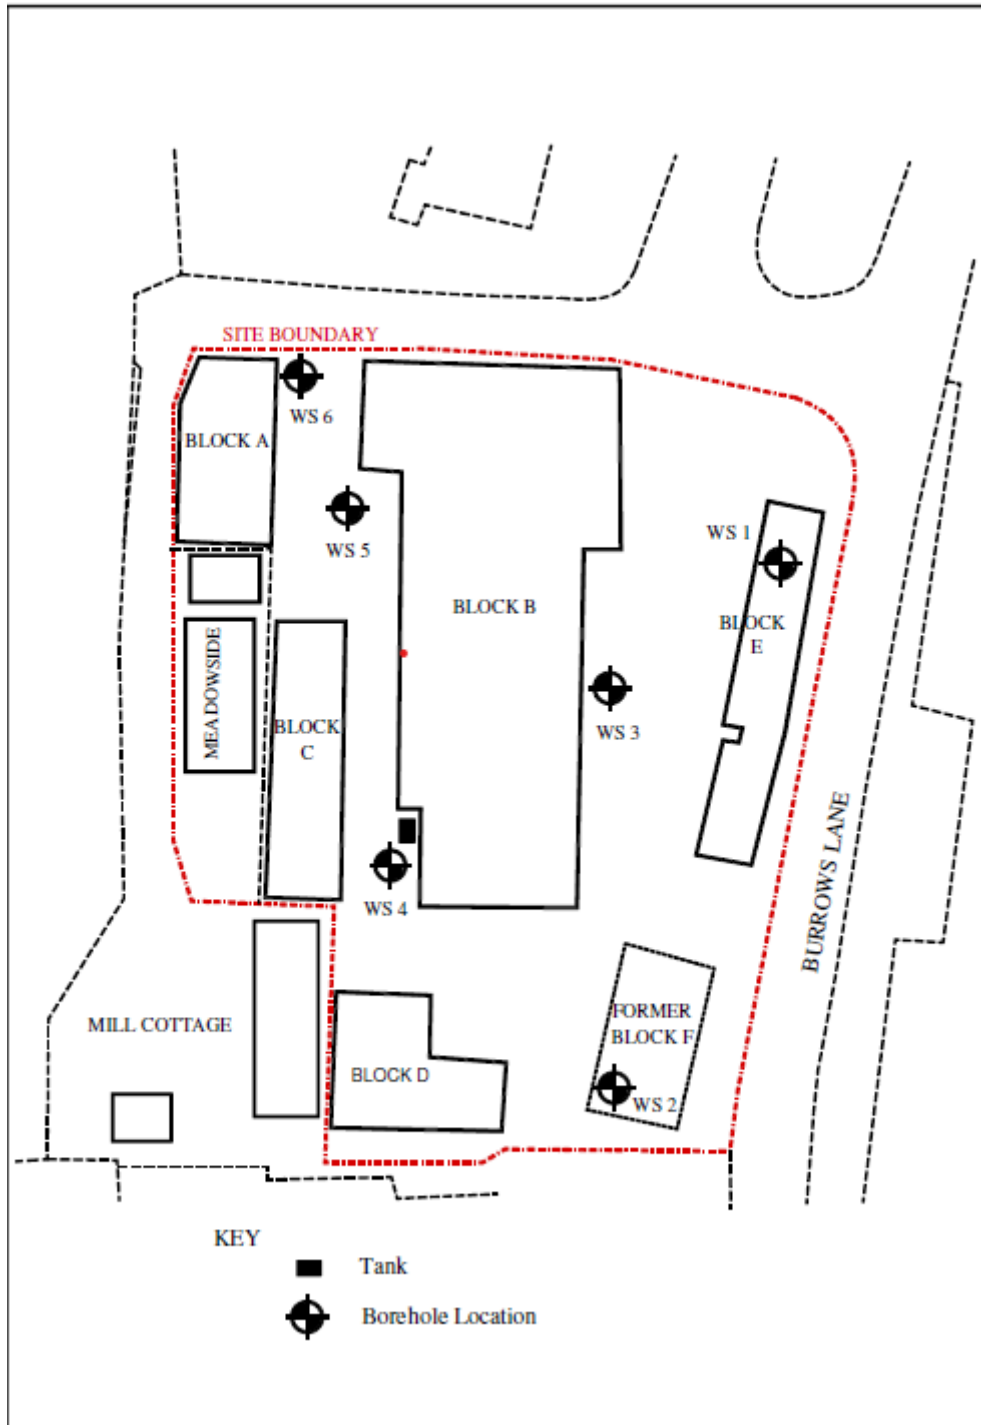 SITE BOUNDARY
WS 6
BLOCK A
WS 5
WS 1
BLOCK B
BLOCK
E
MEADOWSIDE
BLOCK
C
WS 3
BURROWS LANE
WS 4
FORMER
BLOCK F
MILL COTTAGE
BLOCK D
WS 2
KEY
Tank
Borehole Location